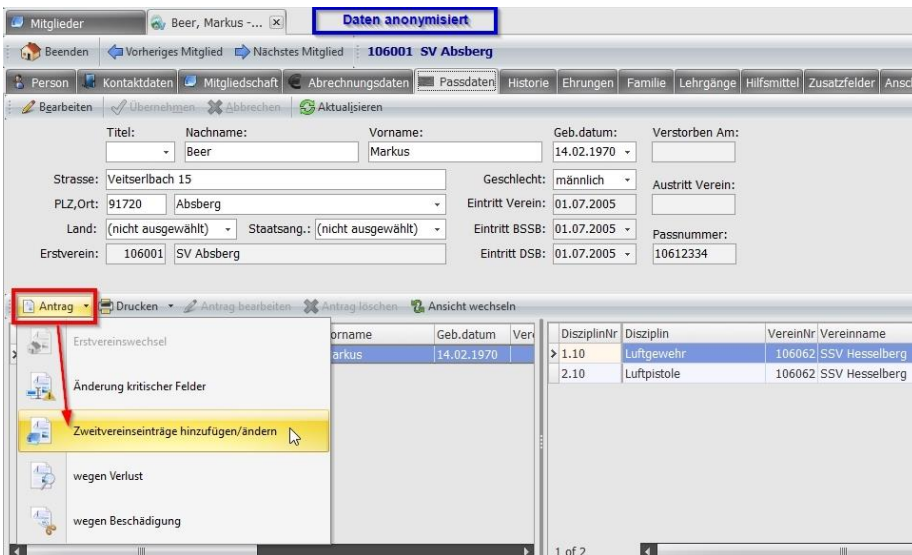 Mitglieder Beer, Markus -... Daten anonymisiert
Beenden Vorheriges Mitglied Nächstes Mitglied 106001 SV Absberg
Person Kontaktdaten Mitgliedschaft Abrechnungsdaten Passdaten Historie Ehrungen Familie Lehrgänge Hilfsmittel Zusatzfelder Ansch
Bearbeiten Übernehmen Abbrechen Aktualisieren
Titel: Nachname: Vorname: Geb.datum: Verstorben Am:
Beer Markus 14.02.1970
Strasse: Veitserlbach 15 Geschlecht: männlich Austritt Verein:
PLZ,Ort: 91720 Absberg Eintritt Verein: 01.07.2005
Land: (nicht ausgewählt) Staatsang.: (nicht ausgewählt) Eintritt BSSB: 01.07.2005 Passnummer:
Erstverein: 106001 SV Absberg Eintritt DSB: 01.07.2005 10612334
Antrag Drucken Antrag bearbeiten Antrag löschen Ansicht wechseln
orname Geb.datum Vere DisziplinNr Disziplin VereinNr Vereinname
arkus 14.02.1970 1.10 Luftgewehr 106062 SSV Hesselberg
2.10 Luftpistole 106062 SSV Hesselberg
Erstvereinswechsel
Änderung kritischer Felder
Zweitvereinseinträge hinzufügen/ändern
wegen Verlust
wegen Beschädigung
1 of 2